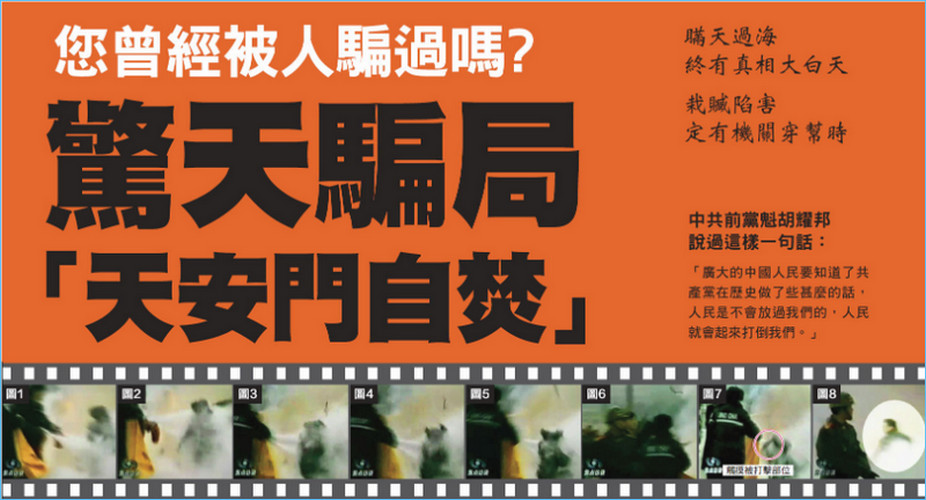 您曾經被人騙過嗎?
驚天騙局
「天安門自焚」
瞞天過海
終有真相大白天
栽贓陷害
定有機關穿幫時
中共前黨魁胡耀邦
說過這樣一句話：
「廣大的中國人民要知道了共
產黨在歷史做了些甚麼的話，
人民是不會放過我們的，人民
就會起來打倒我們。」
圖1
圖2
圖3
圖4
圖5
圖6
圖7
圖8
被打擊部位